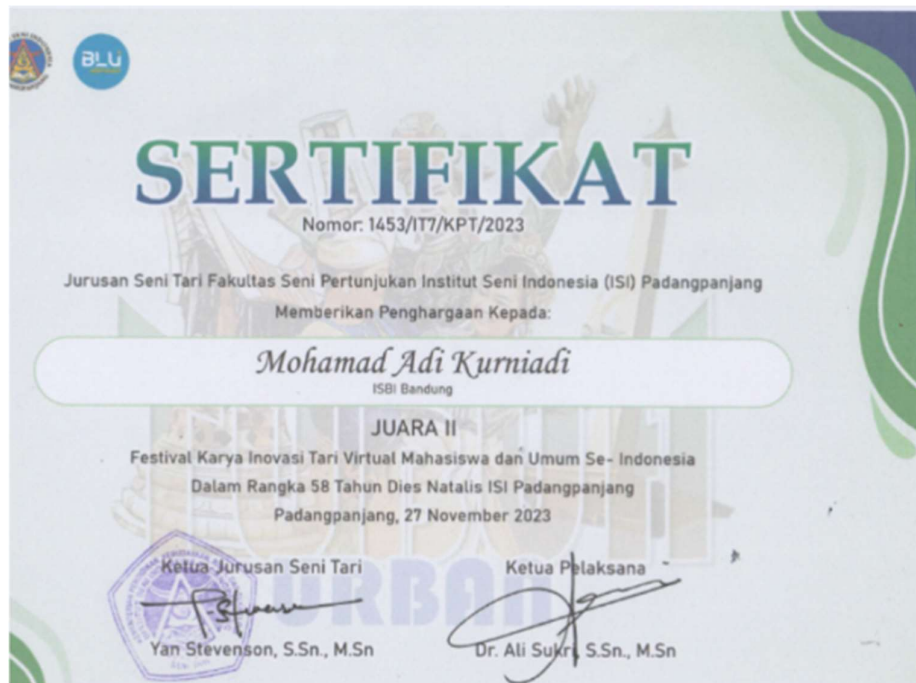 BLU
SERTIFIKAT
Nomor: 1453/IT7/KPT/2023
Jurusan Seni Tari Fakultas Seni Pertunjukan Institut Seni Indonesia (ISI) Padangpanjang
Memberikan Penghargaan Kepada:
Mohamad Adi Kurniadi
ISBI Bandung
JUARA II
Festival Karya Inovasi Tari Virtual Mahasiswa dan Umum Se- Indonesia
Dalam Rangka 58 Tahun Dies Natalis ISI Padangpanjang
Padangpanjang, 27 November 2023
Ketua Jurusan Seni Tari Ketua Pelaksana
URBAN
Yan Stevenson, S.Sn., M.Sn Dr. Ali Sukri, S.Sn., M.Sn